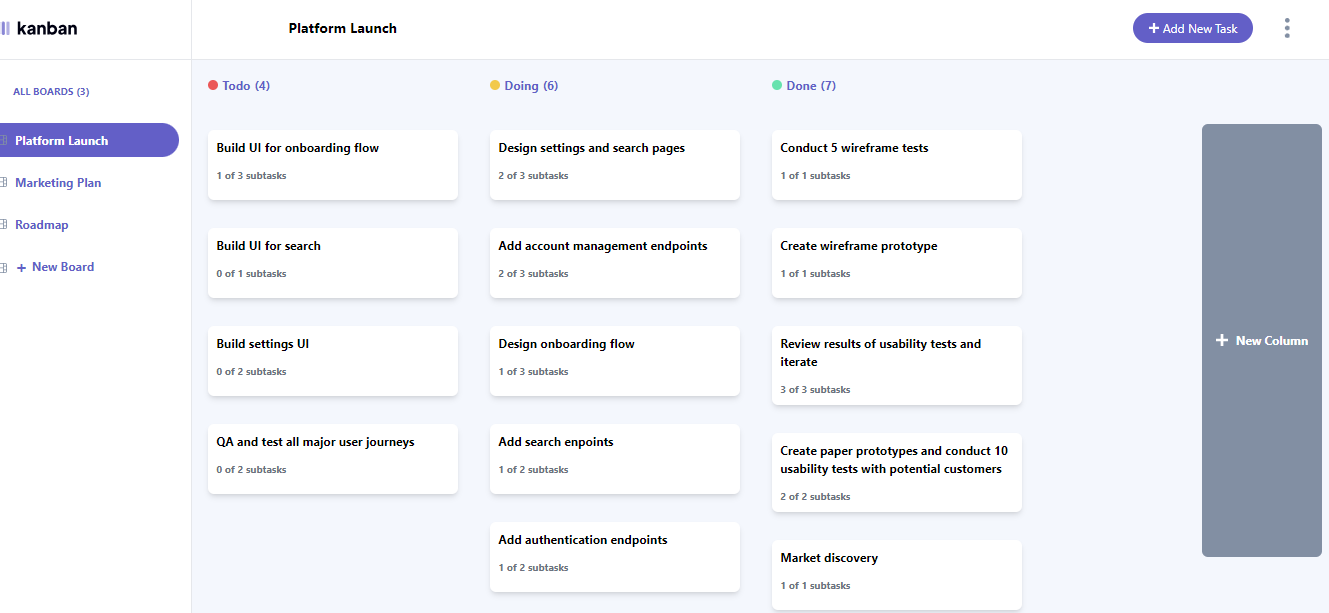 kanban
Platform Launch
+ Add New Task
ALL BOARDS (3)
Platform Launch
Marketing Plan
Roadmap
+ New Board
Todo (4)
Build UI for onboarding flow
1 of 3 subtasks
Build UI for search
0 of 1 subtasks
Build settings UI
0 of 2 subtasks
QA and test all major user journeys
0 of 2 subtasks
Doing (6)
Design settings and search pages
2 of 3 subtasks
Add account management endpoints
2 of 3 subtasks
Design onboarding flow
1 of 3 subtasks
Add search enpoints
1 of 2 subtasks
Add authentication endpoints
1 of 2 subtasks
Done (7)
Conduct 5 wireframe tests
1 of 1 subtasks
Create wireframe prototype
1 of 1 subtasks
Review results of usability tests and
iterate
3 of 3 subtasks
Create paper prototypes and conduct 10
usability tests with potential customers
2 of 2 subtasks
Market discovery
1 of 1 subtasks
+ New Column